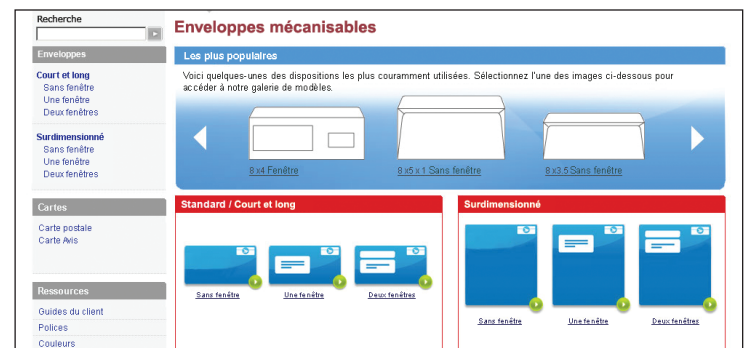 Recherche
Enveloppes
Court et long
Sans fenêtre
Une fenêtre
Deux fenêtres
Surdimensionné
Sans fenêtre
Une fenêtre
Deux fenêtres
Cartes
Carte postale
Carte Avis
Ressources
Guides du client
Polices
Couleurs
Enveloppes mécanisables
Les plus populaires
Voici quelques-unes des dispositions les plus couramment utilisées. Sélectionnez l'une des images ci-dessous pour
accéder à notre galerie de modèles.
8 x4 Fenêtre
8 x5 x 1 Sans fenêtre
8 x3.5 Sans fenêtre
Standard / Court et long
Sans fenêtre
Une fenêtre
Deux fenêtres
Surdimensionné
Sans fenêtre
Une fenêtre
Deux fenêtres